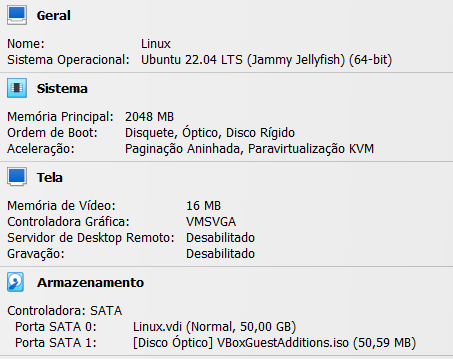 Geral
Nome: Linux
Sistema Operacional: Ubuntu 22.04 LTS (Jammy Jellyfish) (64-bit)
Sistema
Memória Principal: 2048 MB
Ordem de Boot: Disquete, Óptico, Disco Rígido
Aceleração: Paginação Aninhada, Paravirtualização KVM
Tela
Memória de Vídeo: 16 MB
Controladora Gráfica: VMSVGA
Servidor de Desktop Remoto: Desabilitado
Gravação: Desabilitado
Armazenamento
Controladora: SATA
Porta SATA 0: Linux.vdi (Normal, 50,00 GB)
Porta SATA 1: [Disco Óptico] VBoxGuestAdditions.iso (50,59 MB)